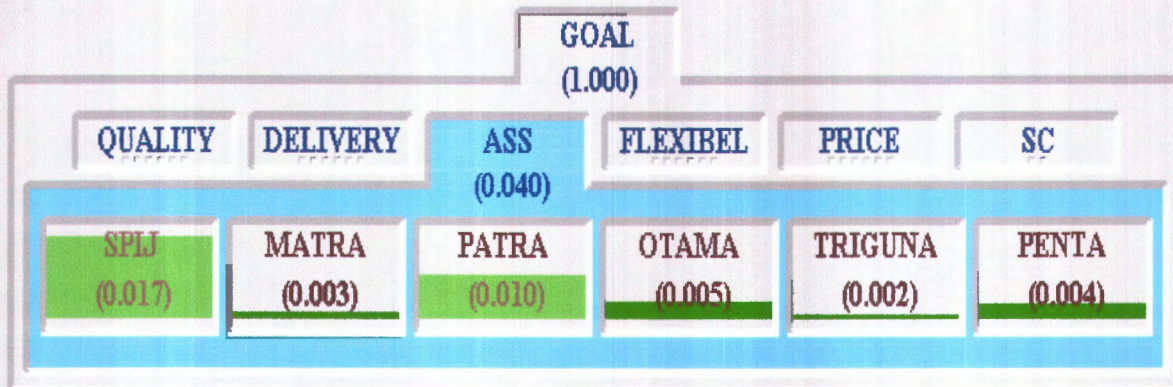 GOAL
(1.000)
QUALITY DELIVERY ASS FLEXIBEL PRICE SC
(0.040)
SPLJ MATRA PATRA OTAMA TRIGUNA PENTA
(0.017) (0.003) (0.010) (0.005) (0.002) (0.004)